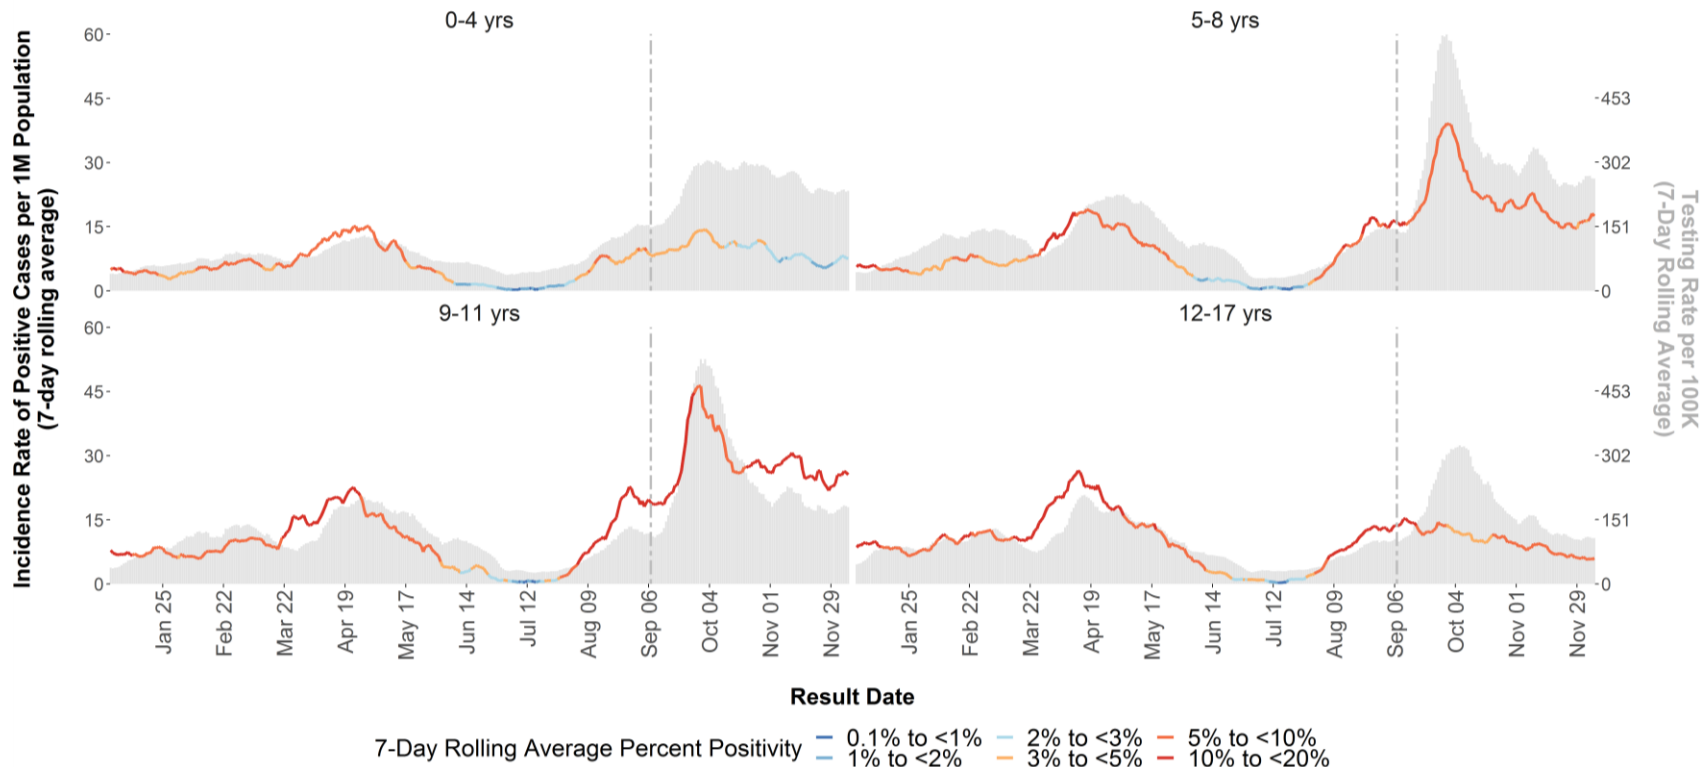 0-4 yrs
5-8 yrs
Incidence Rate of Positive Cases per 1M Population
(7-day rolling average)
60
45
30
15
0
453
302
151
0
Testing Rate per 100K
(7-Day Rolling Average)
9-11 yrs
12-17 yrs
60
45
30
15
0
453
302
151
0
Jan 25
Feb 22
Mar 22
Apr 19
May 17
Jun 14
Jul 12
Aug 09
Sep 06
Oct 04
Nov 01
Nov 29
Jan 25
Feb 22
Mar 22
Apr 19
May 17
Jun 14
Jul 12
Aug 09
Sep 06
Oct 04
Nov 01
Nov 29
Result Date
7-Day Rolling Average Percent Positivity
0.1% to <1%
2% to <3%
5% to <10%
1% to <2%
3% to <5%
10% to <20%